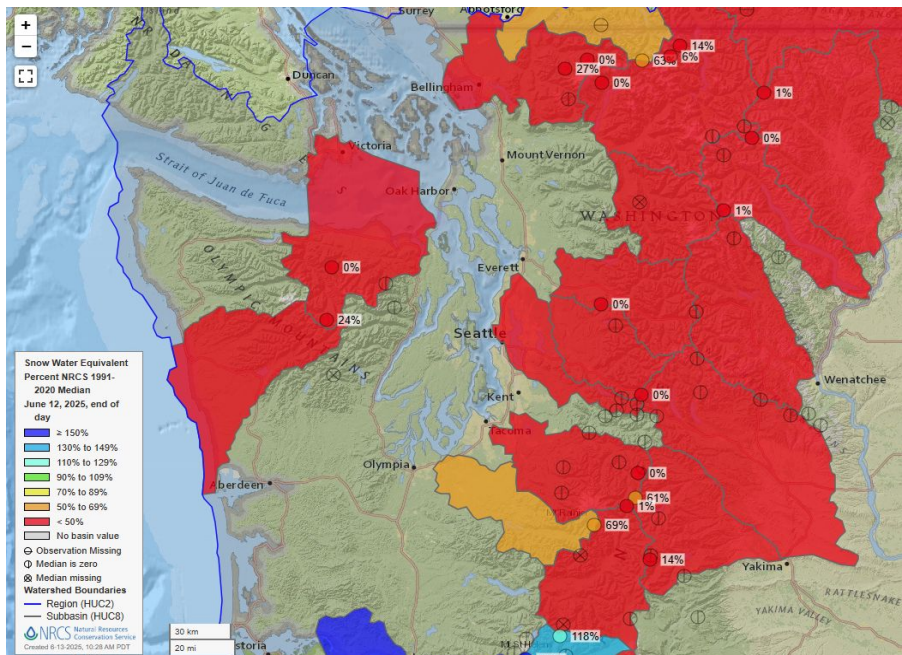 Surrey
Abbotsford
+
−
Duncan
14%
0%
6%
27%
63%
0%
Bellingham
1%
0%
Victoria
Mount Vernon
Strait of Juan de Fuca
Oak Harbor
WASHINGTON
1%
OLYMPIC MOUNTAINS
Everett
0%
0%
24%
Seattle
Snow Water Equivalent
Percent NRCS 1991-
2020 Median
June 12, 2025, end of
day
≥ 150%
130% to 149%
110% to 129%
90% to 109%
70% to 89%
50% to 69%
< 50%
No basin value
Observation Missing
Median is zero
Median missing
Watershed Boundaries
Region (HUC2)
Subbasin (HUC8)
NRCS Natural Resources
Conservation Service
Created 6-13-2025, 10:28 AM PDT
Wenatchee
Kent
0%
Tacoma
Olympia
0%
Aberdeen
61%
1%
69%
14%
Yakima
RATTLESNAKE
YAKIMA VALLEY
30 km
20 mi
118%